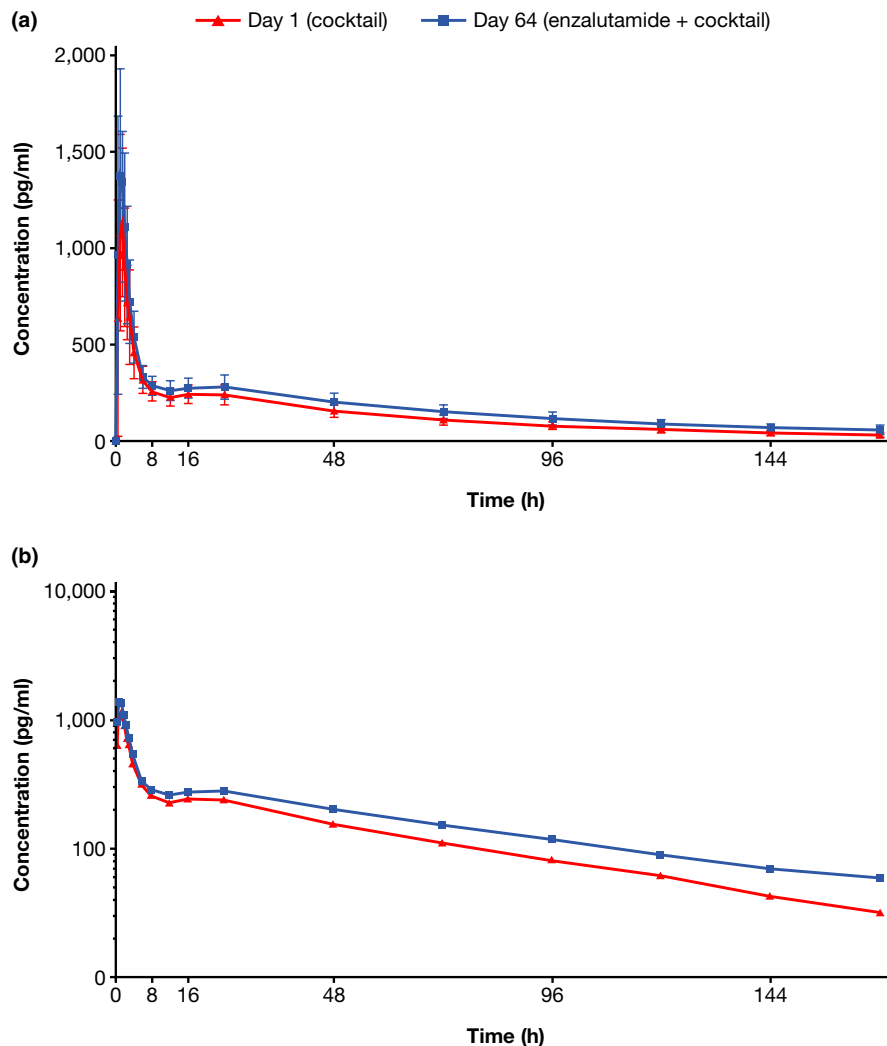 (a)
Day 1 (cocktail) Day 64 (enzalutamide + cocktail)
2,000
1,500
1,000
500
0
Concentration (pg/ml)
0 8 16 48 96 144
Time (h)
(b)
10,000
1,000
100
0
Concentration (pg/ml)
0 8 16 48 96 144
Time (h)